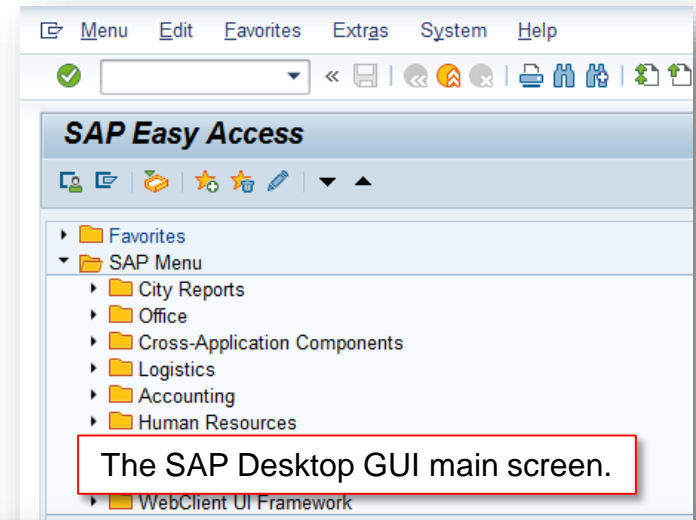 Menu Edit Favorites Extras System Help
SAP Easy Access
Favorites
SAP Menu
City Reports
Office
Cross-Application Components
Logistics
Accounting
Human Resources
The SAP Desktop GUI main screen.
WebClient UI Framework